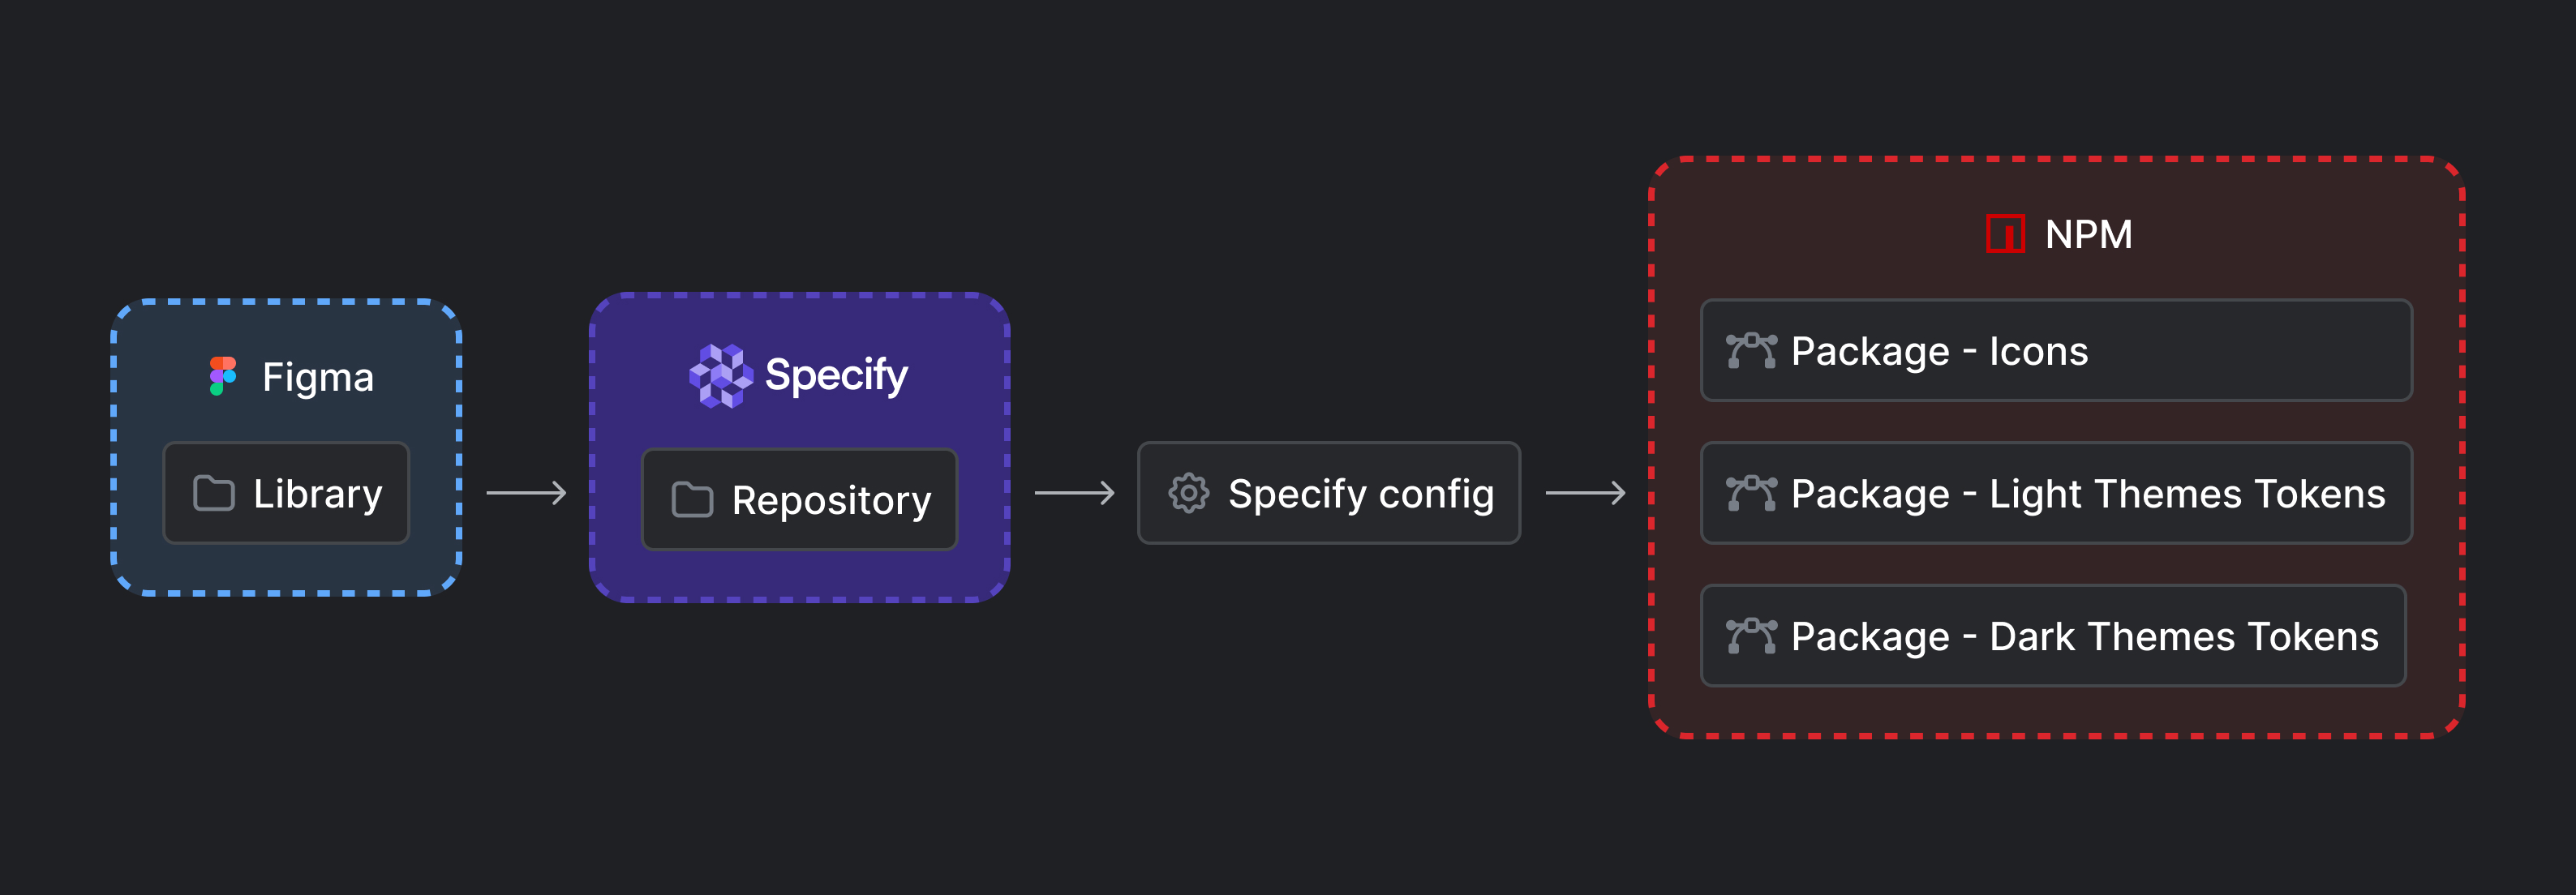 Figma
Library
Specify
Repository
Specify config
NPM
Package - Icons
Package - Light Themes Tokens
Package - Dark Themes Tokens